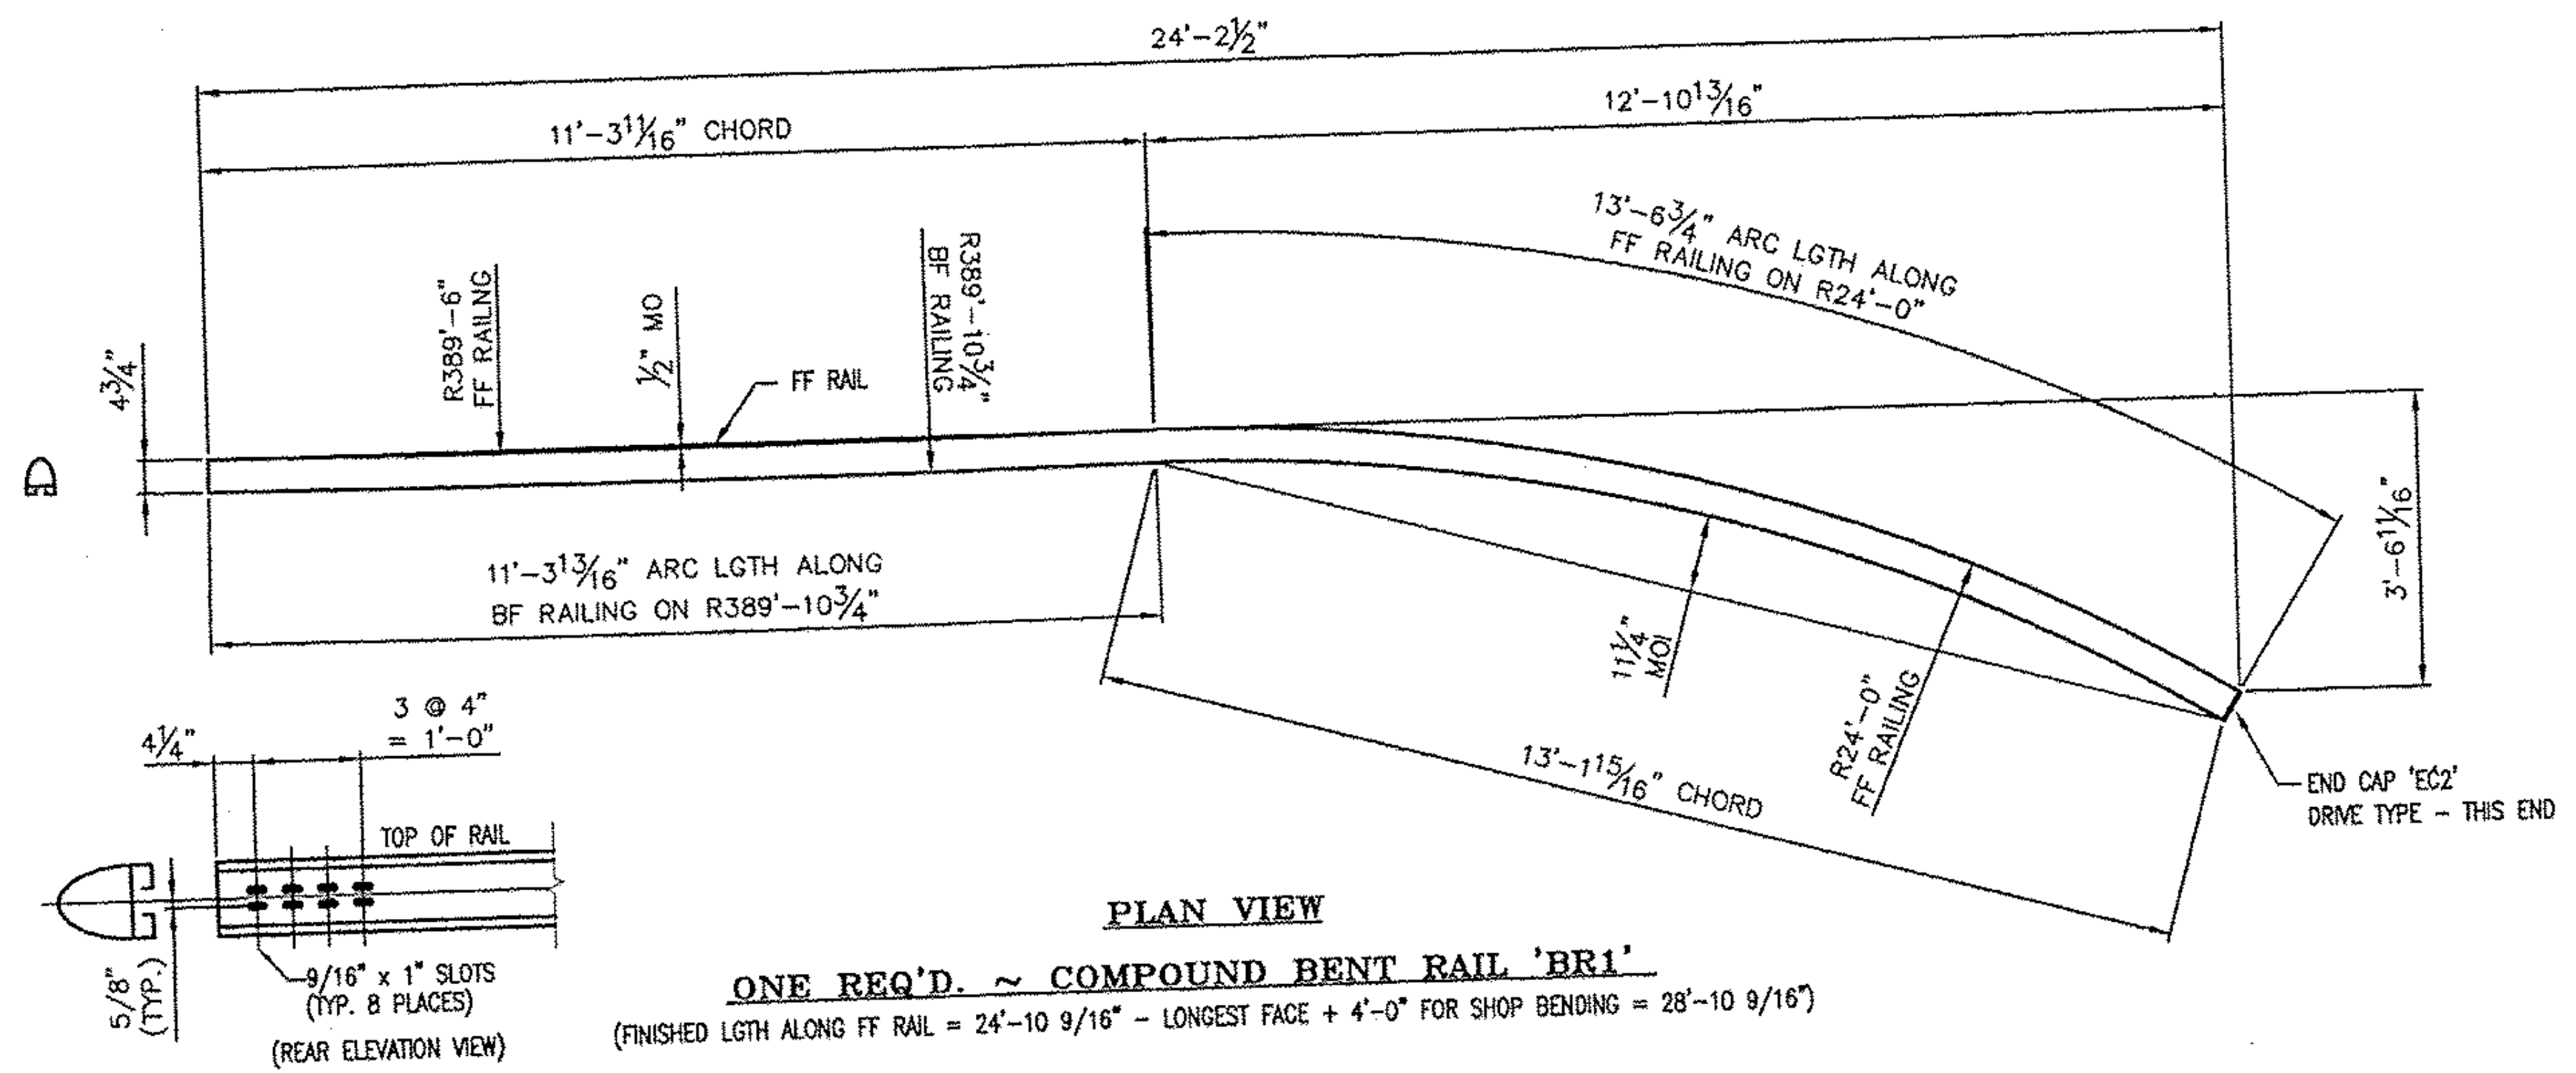 24'-2½"
11'-3 11/16" CHORD
12'-10 13/16"
13'-6¾" ARC LGTH ALONG
FF RAILING ON R24'-0"
R389'-6"
FF RAILNG
½" MO
FF RAIL
R389'-10¾"
BF RAILING
4¾"
3'-6 11/16"
11'-3 13/16" ARC LGTH ALONG
BF RAILING ON R389'-10¾"
11¼"
MOI
R24'-0"
FF RAILING
13'-1 15/16" CHORD
END CAP 'EC2'
DRIVE TYPE - THIS END
3 @ 4"
= 1'-0"
4¼"
TOP OF RAIL
5/8"
(TYP.)
9/16" x 1" SLOTS
(TYP. 8 PLACES)
(REAR ELEVATION VIEW)
PLAN VIEW
ONE REQ'D. ~ COMPOUND BENT RAIL 'BR1'
(FINISHED LGTH ALONG FF RAIL = 24'-10 9/16" - LONGEST FACE + 4'-0" FOR SHOP BENDING = 28'-10 9/16")